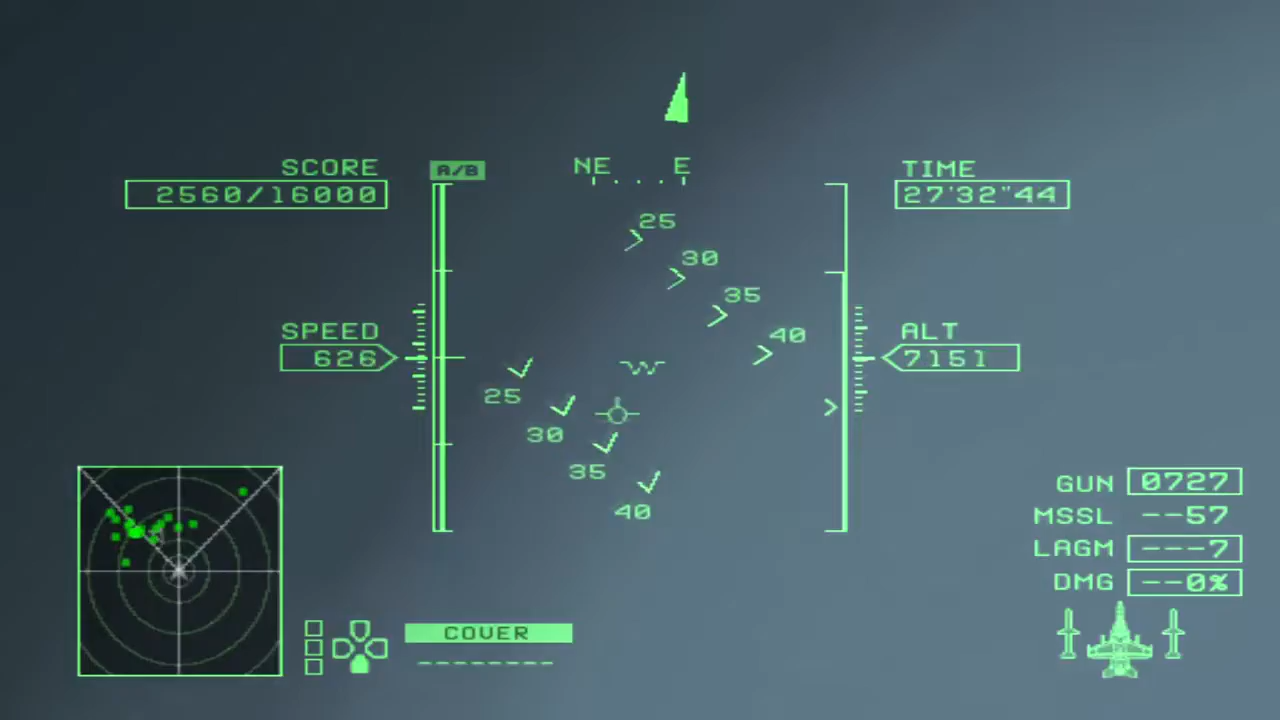 SCORE
2560/16000
A/B
NE E
TIME
27'32"44
25
30
35
40
SPEED
626
ALT
7151
25
30
35
40
GUN 0727
MSSL --57
LAGM ---7
DMG --0%
COVER
---------